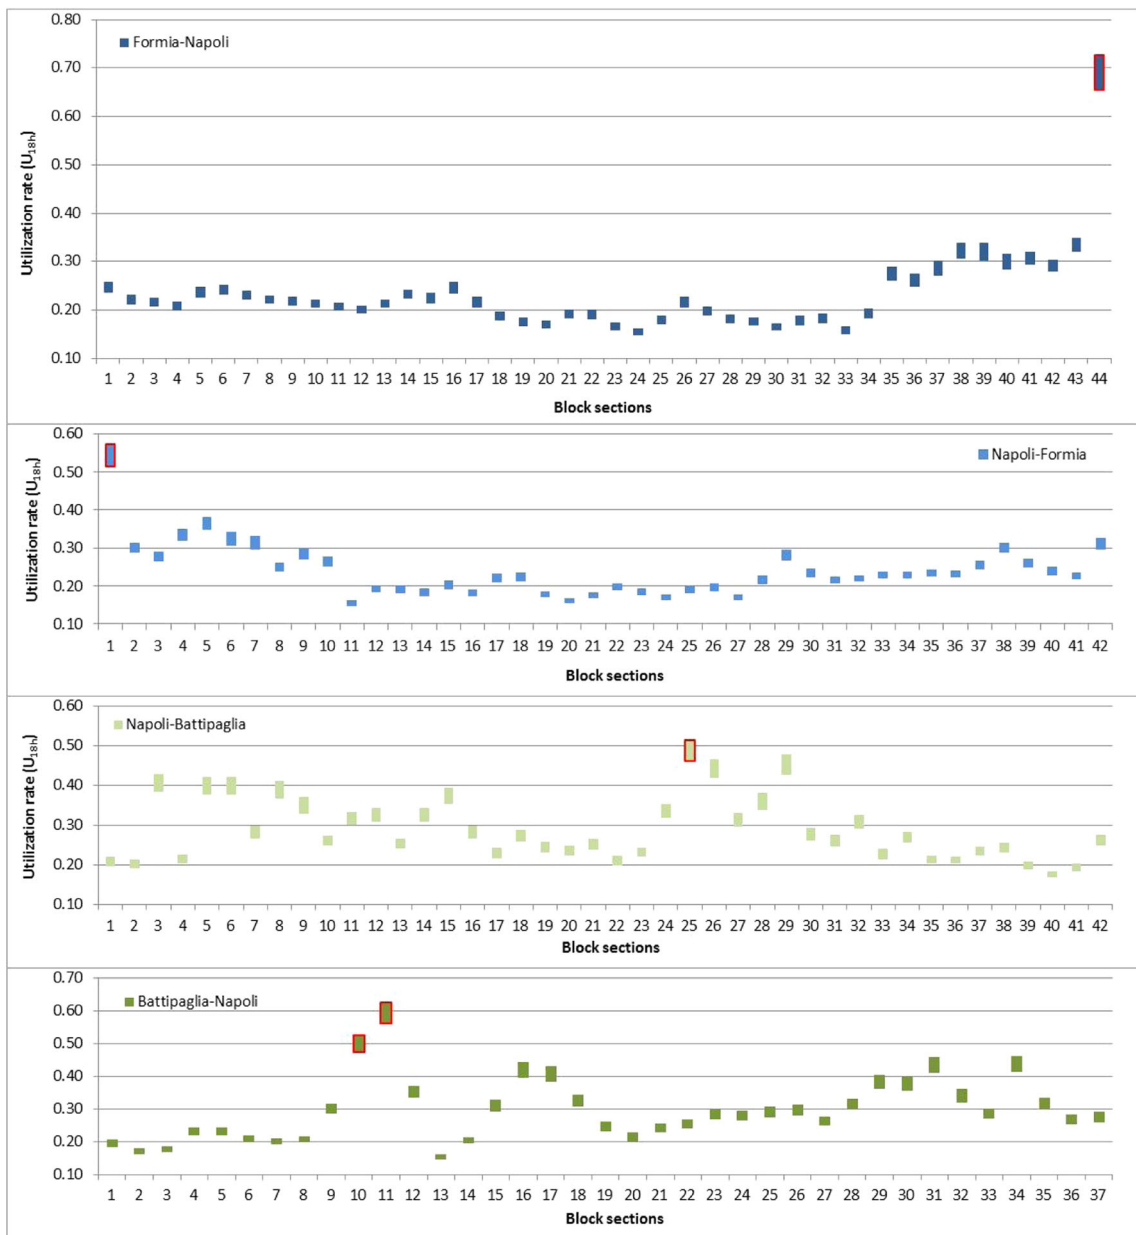 0.80
Formia-Napoli
0.70
0.60
0.50
0.40
0.30
0.20
0.10
Utilization rate (U18h)
1 2 3 4 5 6 7 8 9 10 11 12 13 14 15 16 17 18 19 20 21 22 23 24 25 26 27 28 29 30 31 32 33 34 35 36 37 38 39 40 41 42 43 44
Block sections
0.60
Napoli-Formia
0.50
0.40
0.30
0.20
0.10
Utilization rate (U18h)
1 2 3 4 5 6 7 8 9 10 11 12 13 14 15 16 17 18 19 20 21 22 23 24 25 26 27 28 29 30 31 32 33 34 35 36 37 38 39 40 41 42
Block sections
0.60
Napoli-Battipaglia
0.50
0.40
0.30
0.20
0.10
Utilization rate (U18h)
1 2 3 4 5 6 7 8 9 10 11 12 13 14 15 16 17 18 19 20 21 22 23 24 25 26 27 28 29 30 31 32 33 34 35 36 37 38 39 40 41 42
Block sections
0.70
Battipaglia-Napoli
0.60
0.50
0.40
0.30
0.20
0.10
Utilization rate (U18h)
1 2 3 4 5 6 7 8 9 10 11 12 13 14 15 16 17 18 19 20 21 22 23 24 25 26 27 28 29 30 31 32 33 34 35 36 37
Block sections